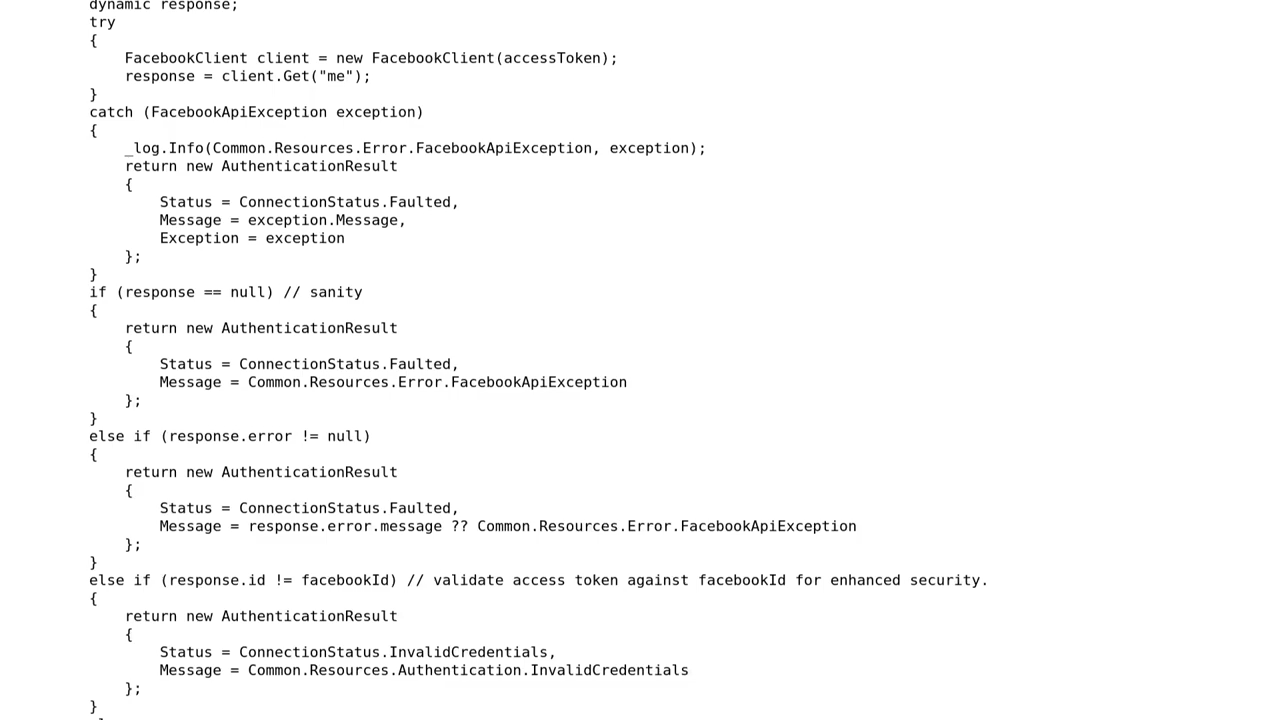 dynamic response;
try
{
    FacebookClient client = new FacebookClient(accessToken);
    response = client.Get("me");
}
catch (FacebookApiException exception)
{
    _log.Info(Common.Resources.Error.FacebookApiException, exception);
    return new AuthenticationResult
    {
        Status = ConnectionStatus.Faulted,
        Message = exception.Message,
        Exception = exception
    };
}
if (response == null) // sanity
{
    return new AuthenticationResult
    {
        Status = ConnectionStatus.Faulted,
        Message = Common.Resources.Error.FacebookApiException
    };
}
else if (response.error != null)
{
    return new AuthenticationResult
    {
        Status = ConnectionStatus.Faulted,
        Message = response.error.message ?? Common.Resources.Error.FacebookApiException
    };
}
else if (response.id != facebookId) // validate access token against facebookId for enhanced security.
{
    return new AuthenticationResult
    {
        Status = ConnectionStatus.InvalidCredentials,
        Message = Common.Resources.Authentication.InvalidCredentials
    };
}